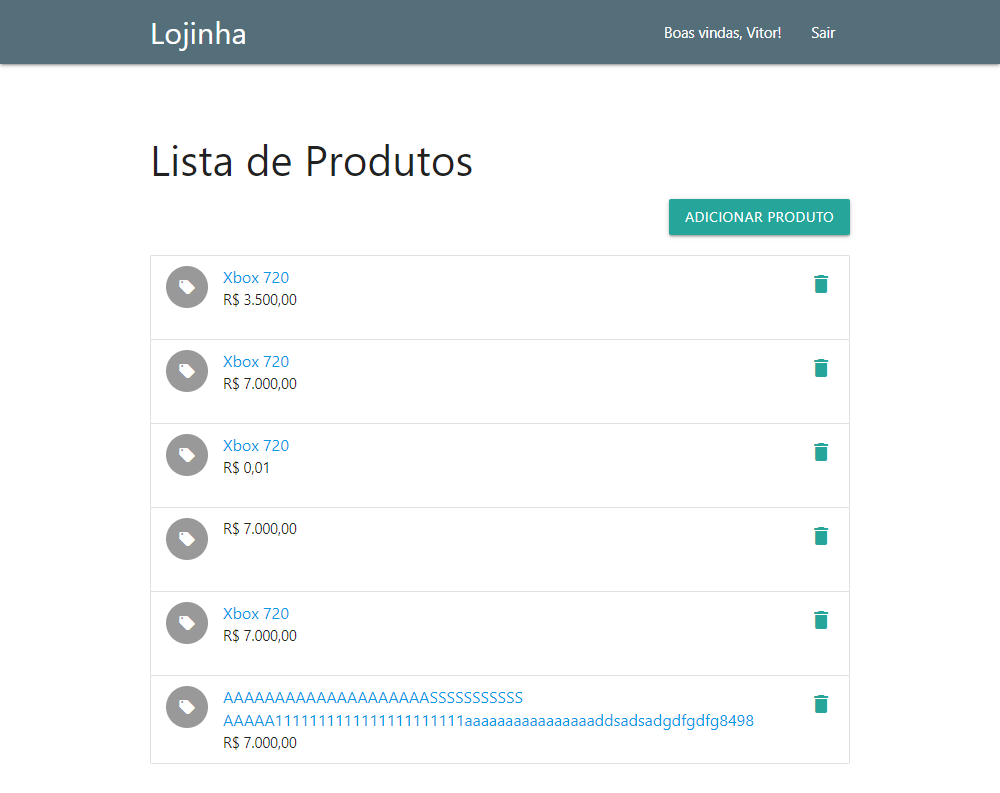 Lojinha
Boas vindas, Vitor!
Sair
Lista de Produtos
ADICIONAR PRODUTO
Xbox 720
R$ 3.500,00
Xbox 720
R$ 7.000,00
Xbox 720
R$ 0,01
R$ 7.000,00
Xbox 720
R$ 7.000,00
AAAAAAAAAAAAAAAAAAAASSSSSSSSSSS
AAAAA1111111111111111111111aaaaaaaaaaaaaaaaddsadsadgdfgdfg8498
R$ 7.000,00